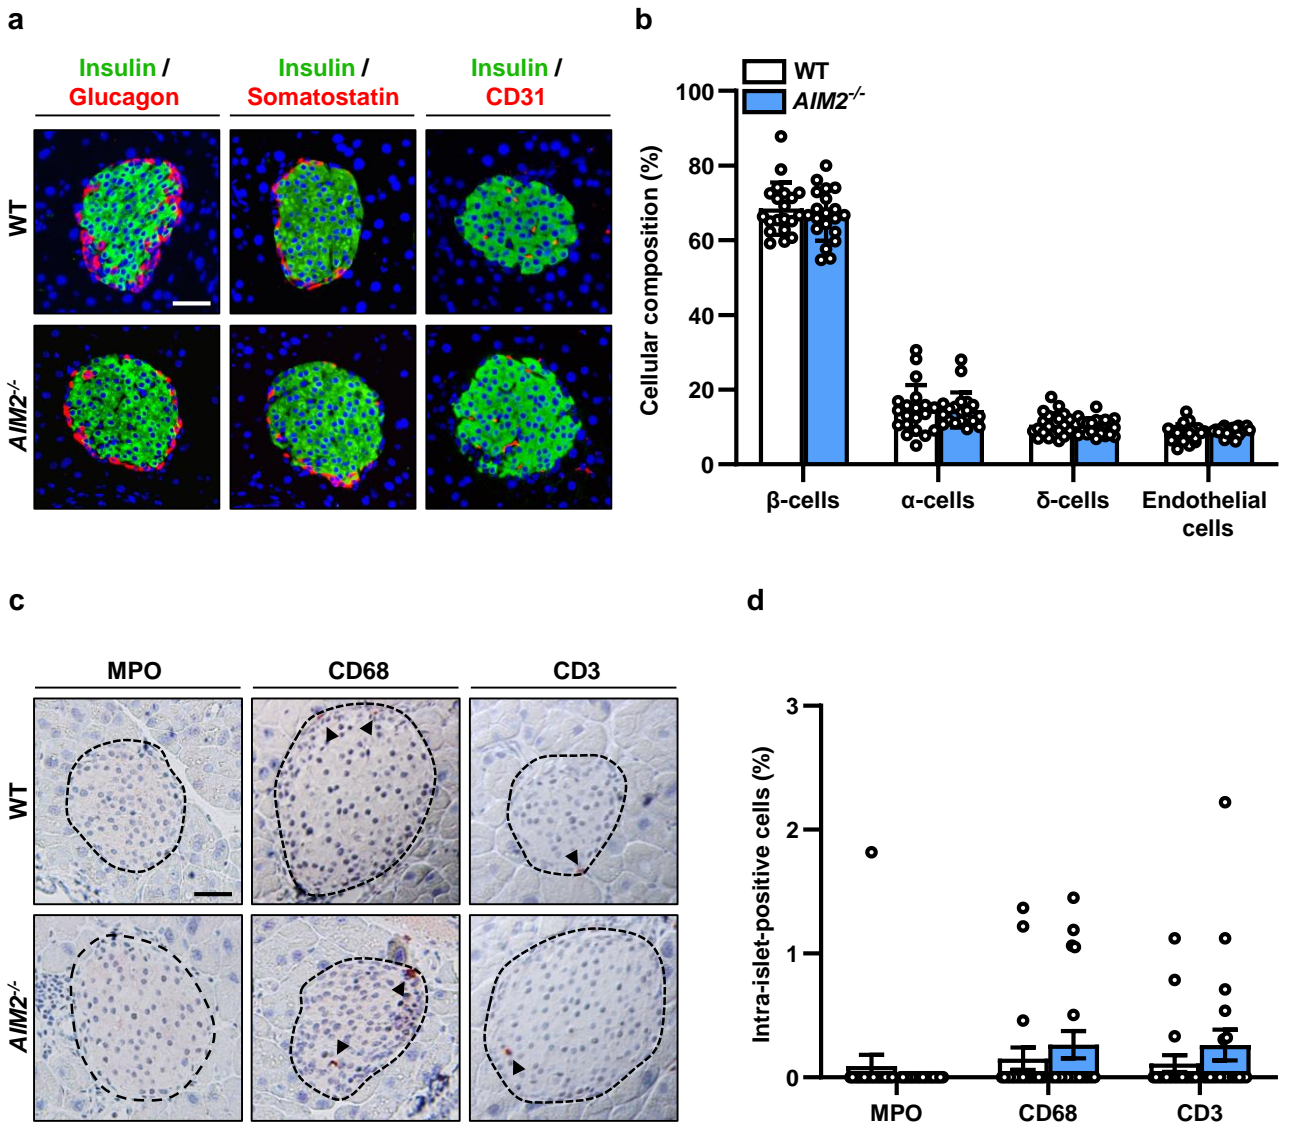 a
Insulin /
Glucagon
Insulin /
Somatostatin
Insulin /
CD31
WT
AIM2-/-
b
WT
AIM2-/-
Cellular composition (%)
100
80
60
40
20
0
β-cells
α-cells
δ-cells
Endothelial
cells
c
MPO
CD68
CD3
WT
AIM2-/-
d
Intra-islet-positive cells (%)
3
2
1
0
MPO
CD68
CD3